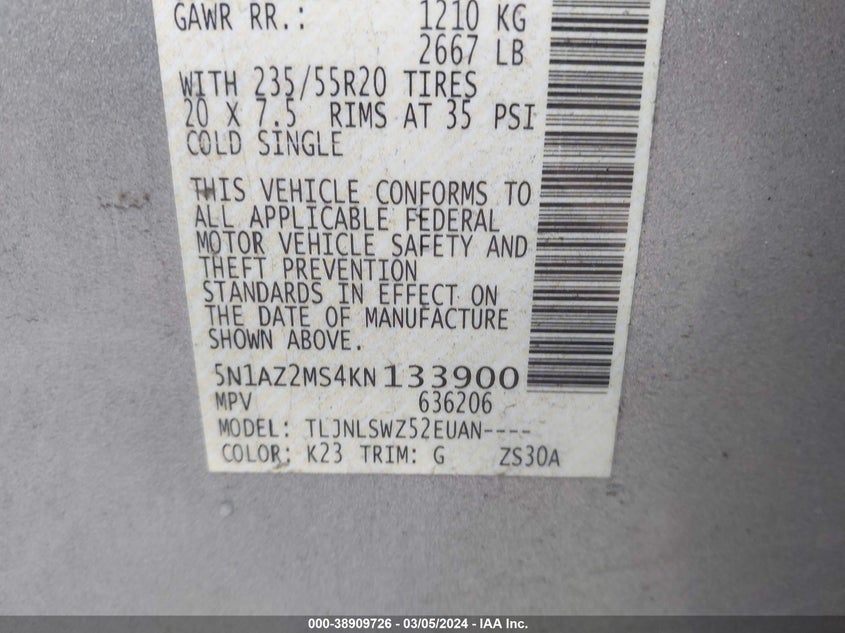 GAWR RR.: 1210 KG
2667 LB
WITH 235/55R20 TIRES
20 X 7.5 RIMS AT 35 PSI
COLD SINGLE
THIS VEHICLE CONFORMS TO
ALL APPLICABLE FEDERAL
MOTOR VEHICLE SAFETY AND
THEFT PREVENTION
STANDARDS IN EFFECT ON
THE DATE OF MANUFACTURE
SHOWN ABOVE.
5N1AZ2MS4KN133900
MPV 636206
MODEL: TLJNLSWZ52EUAN----
COLOR: K23 TRIM: G ZS30A
000-38909726 - 03/05/2024 - IAA Inc.